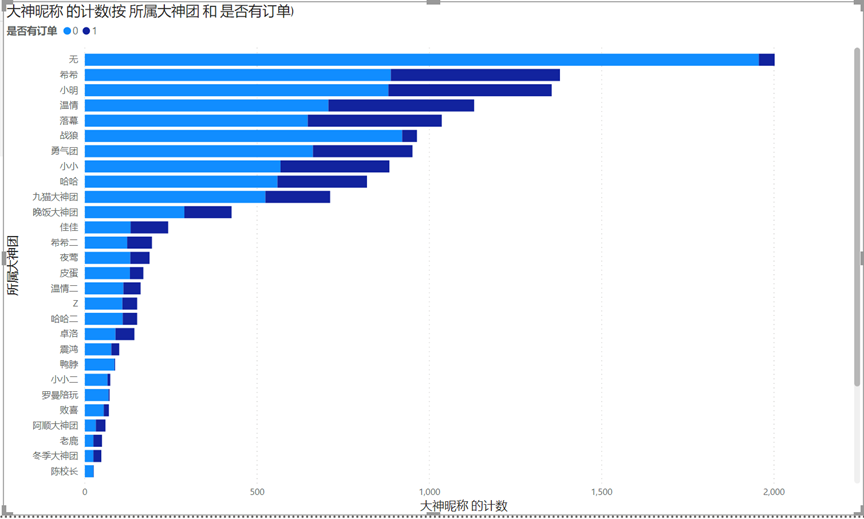 大神昵称 的计数(按 所属大神团 和 是否有订单)
是否有订单 0 1
无
希希
小明
温情
落幕
战狼
勇气团
小小
哈哈
九猫大神团
晚饭大神团
佳佳
希希二
夜莺
皮蛋
温情二
Z
哈哈二
卓洛
震鸿
鸭脖
小小二
罗曼陪玩
败喜
阿顺大神团
老鹿
冬季大神团
陈校长
所属大神团
0 500 1,000 1,500 2,000
大神昵称 的计数